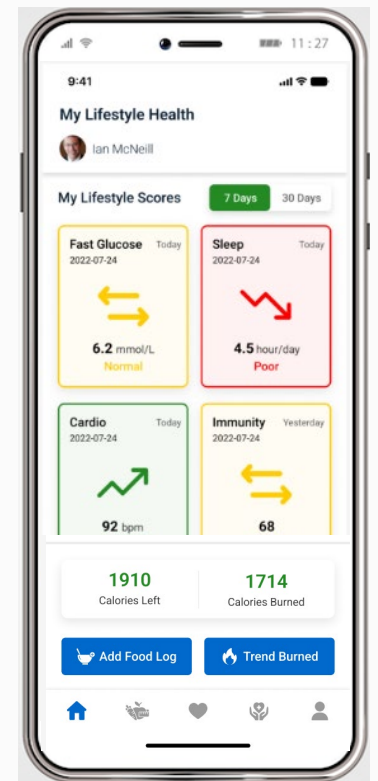 11:27
9:41
My Lifestyle Health
Ian McNeill
My Lifestyle Scores 7 Days 30 Days
Fast Glucose Today
2022-07-24
6.2 mmol/L
Normal
Sleep Today
2022-07-24
4.5 hour/day
Poor
Cardio Today
2022-07-24
92 bpm
Immunity Yesterday
2022-07-24
68
1910
Calories Left
1714
Calories Burned
Add Food Log
Trend Burned